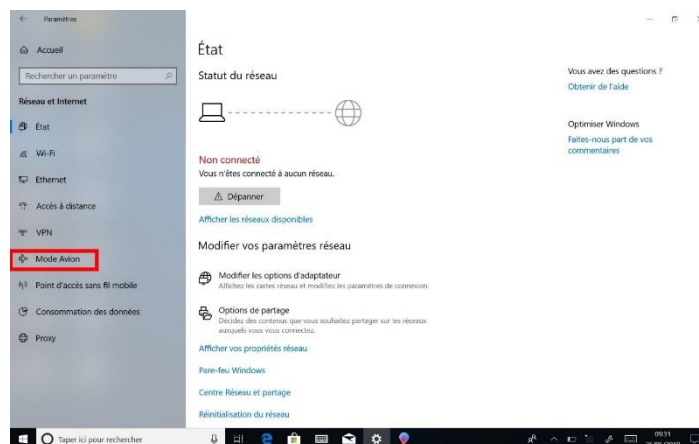 Paramètres
Accueil
Rechercher un paramètre
Réseau et Internet
État
Wi-Fi
Ethernet
Accès à distance
VPN
Mode Avion
Point d'accès sans fil mobile
Consommation des données
Proxy
État
Statut du réseau
Non connecté
Vous n'êtes connecté à aucun réseau.
Dépanner
Afficher les réseaux disponibles
Modifier vos paramètres réseau
Modifier les options d'adaptateur
Affichez les cartes réseau et modifiez les paramètres de connexion.
Options de partage
Décidez des contenus que vous souhaitez partager sur les réseaux
auxquels vous vous connectez.
Afficher vos propriétés réseau
Pare-feu Windows
Centre Réseau et partage
Réinitialisation du réseau
Vous avez des questions ?
Obtenir de l'aide
Optimiser Windows
Faites-nous part de vos
commentaires
Taper ici pour rechercher
09:31